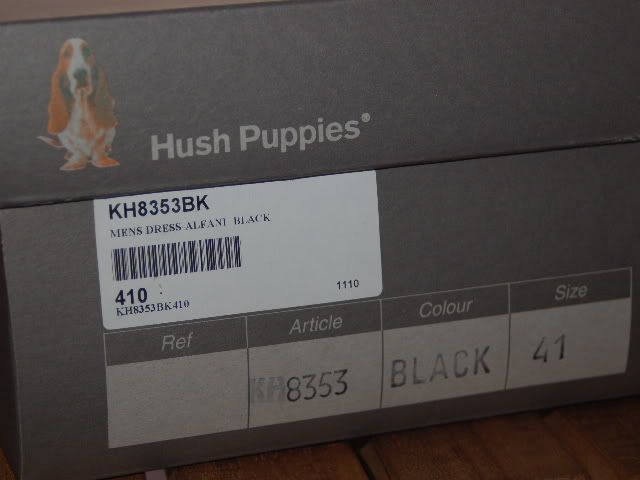 Hush Puppies®
KH8353BK
MENS DRESS-ALFANI BLACK
410
KH8353BK410
1110
Ref Article Colour Size
KH8353 BLACK 41